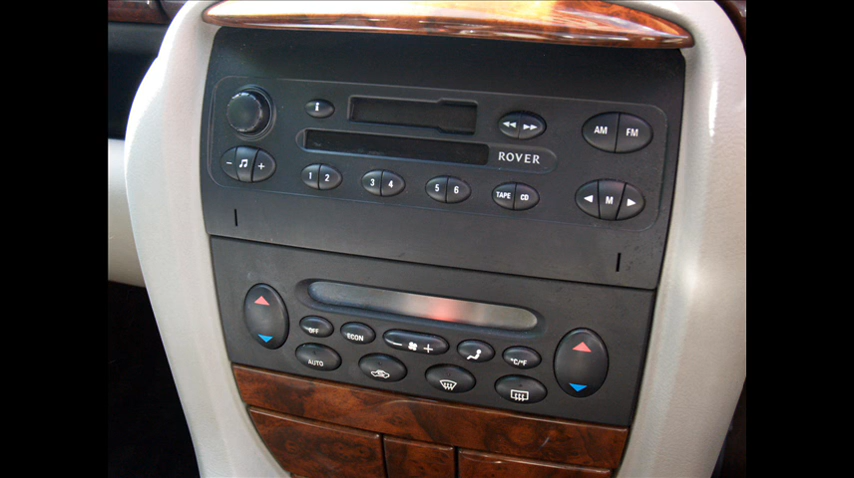 i
◄◄ ►►
AM FM
ROVER
− ♫ +
1 2
3 4
5 6
TAPE CD
◄ M ►
OFF
ECON
− +
°C/°F
AUTO